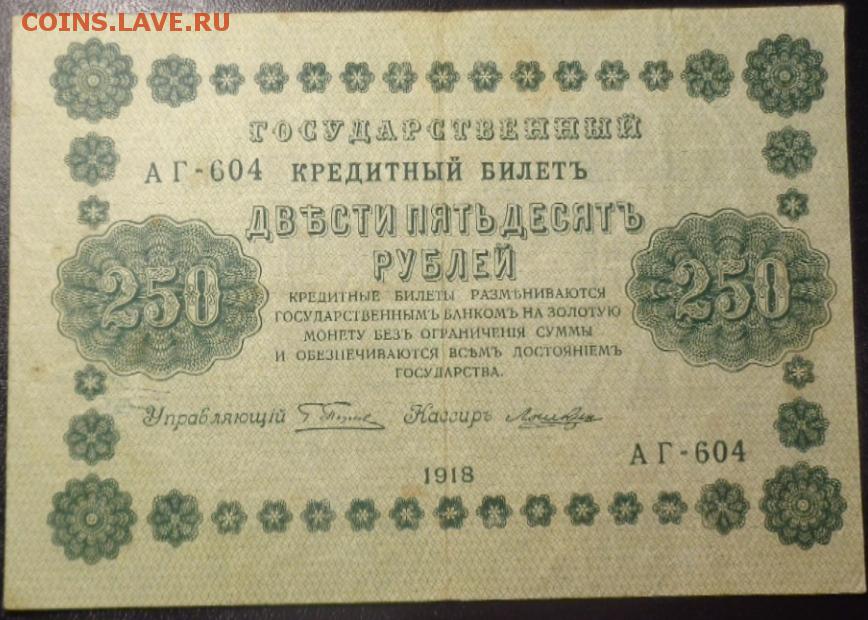 COINS.LAVE.RU
ГОСУДАРСТВЕННЫЙ
АГ-604 КРЕДИТНЫЙ БИЛЕТЪ
ДВѢСТИ ПЯТЬДЕСЯТЪ
РУБЛЕЙ
250 250
КРЕДИТНЫЕ БИЛЕТЫ РАЗМѢНИВАЮТСЯ
ГОСУДАРСТВЕННЫМЪ БАНКОМЪ НА ЗОЛОТУЮ
МОНЕТУ БЕЗЪ ОГРАНИЧЕНІЯ СУММЫ
И ОБЕЗПЕЧИВАЮТСЯ ВСѢМЪ ДОСТОЯНІЕМЪ
ГОСУДАРСТВА.
Управляющій Кассиръ
АГ-604
1918